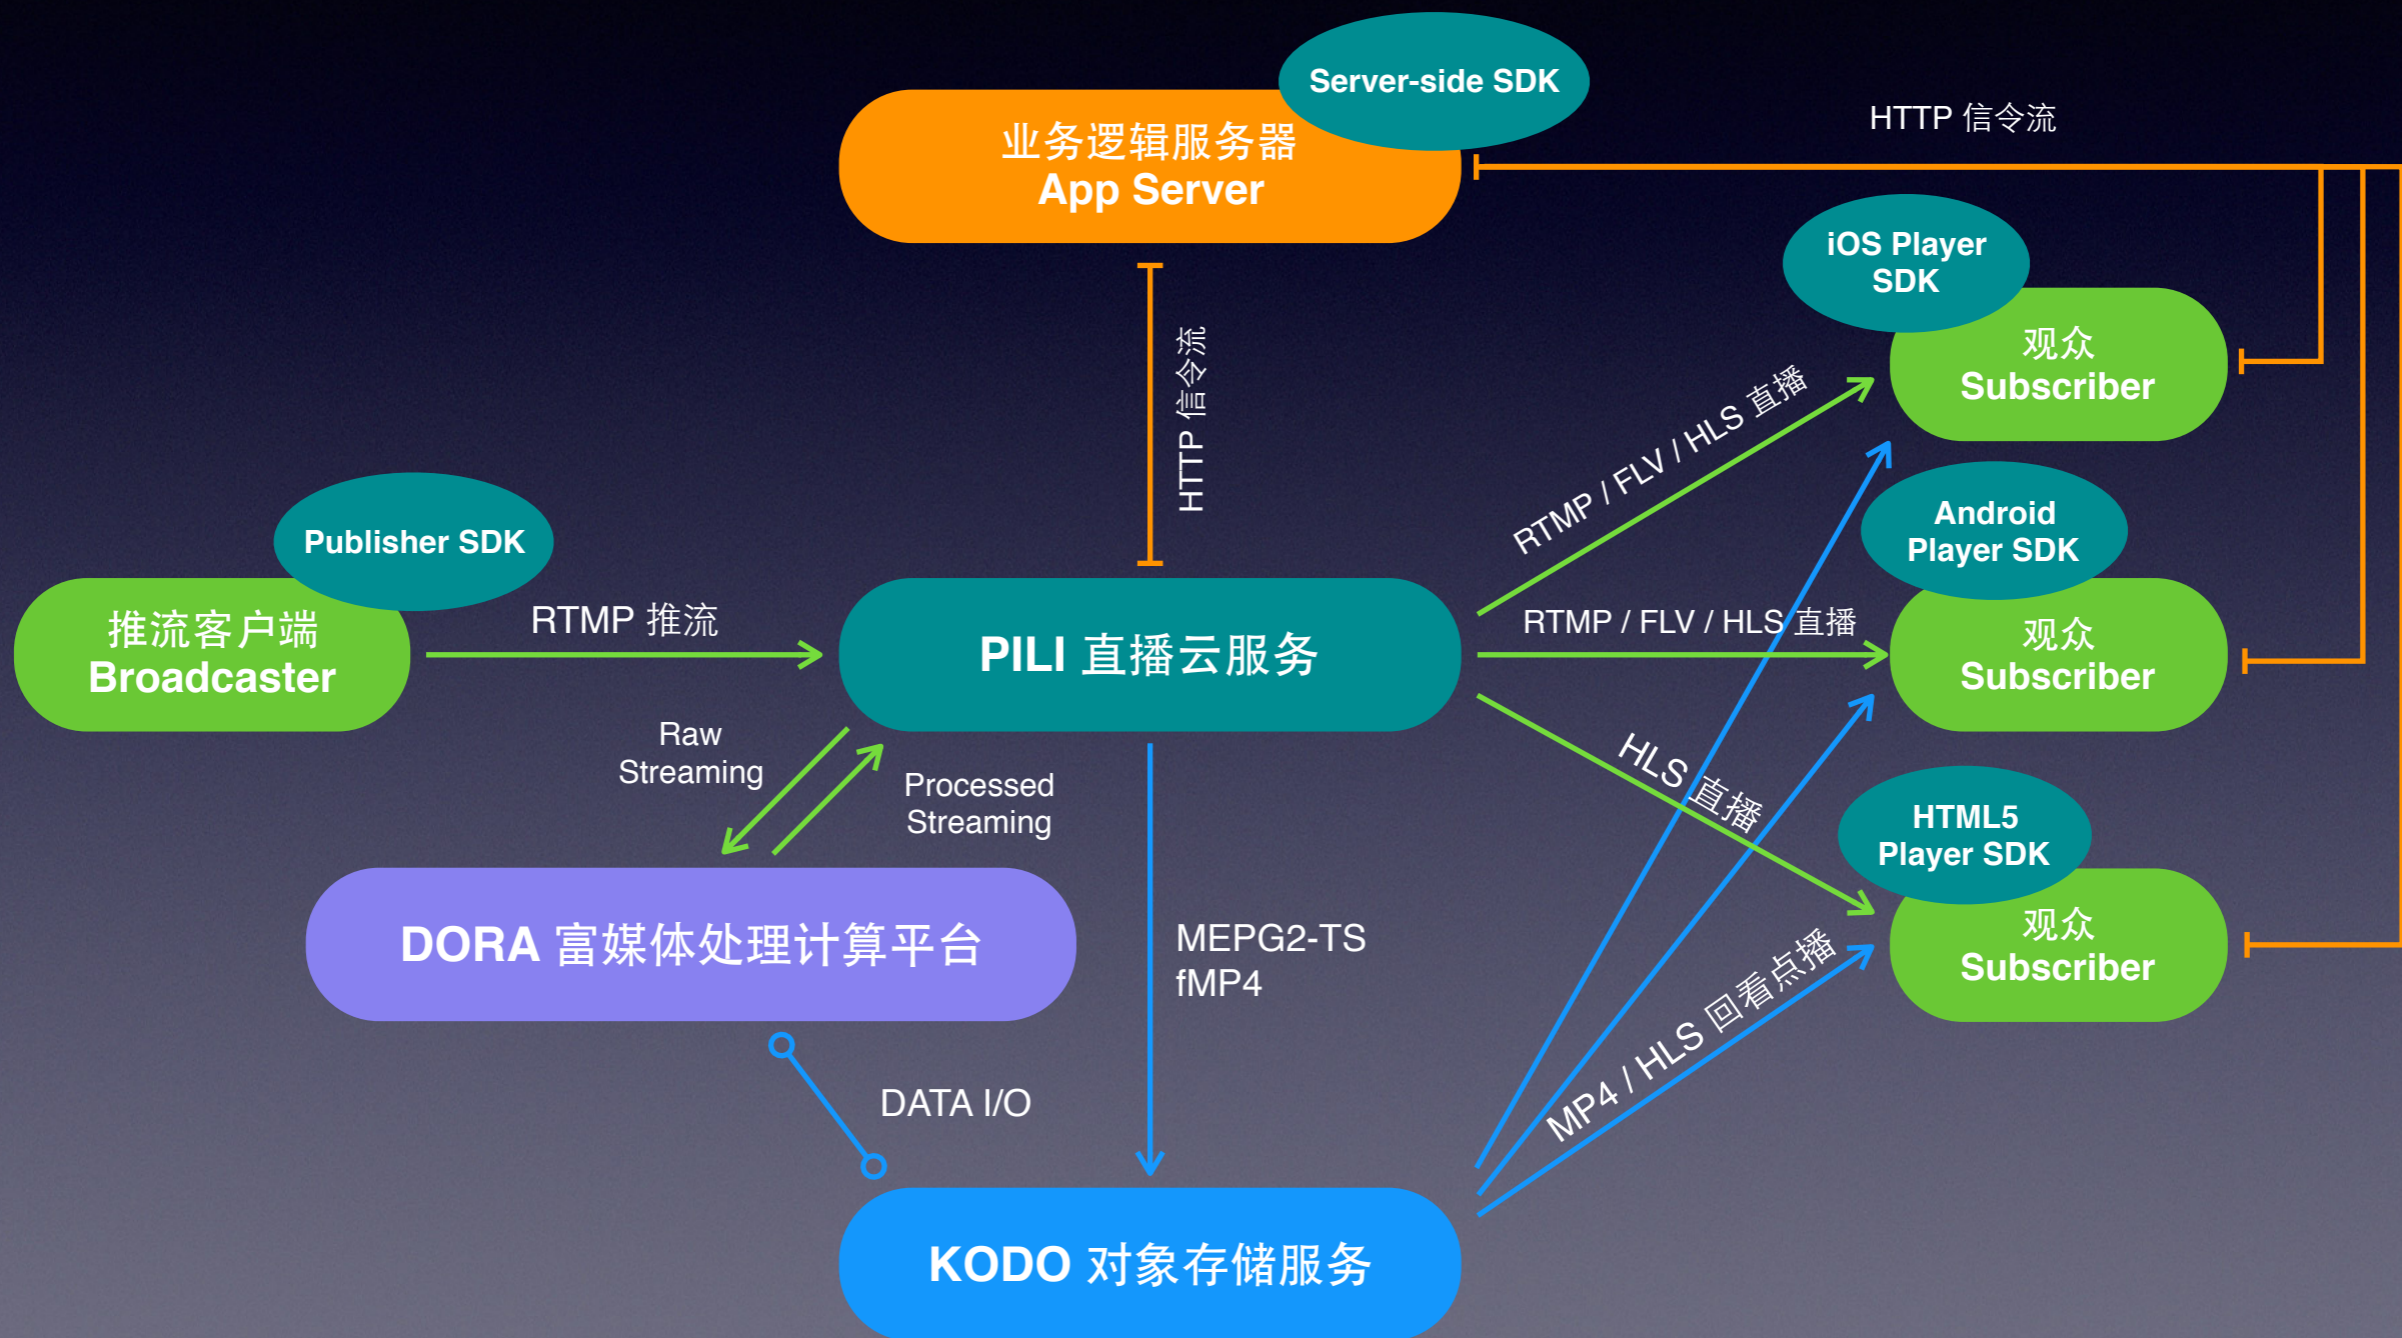 Server-side SDK
业务逻辑服务器
App Server
HTTP 信令流
iOS Player
SDK
观众
Subscriber
HTTP 信令流
RTMP / FLV / HLS 直播
Publisher SDK
推流客户端
Broadcaster
RTMP 推流
PILI 直播云服务
RTMP / FLV / HLS 直播
Android
Player SDK
观众
Subscriber
Raw
Streaming
Processed
Streaming
HLS 直播
HTML5
Player SDK
观众
Subscriber
DORA 富媒体处理计算平台
MEPG2-TS
fMP4
MP4 / HLS 回看点播
DATA I/O
KODO 对象存储服务